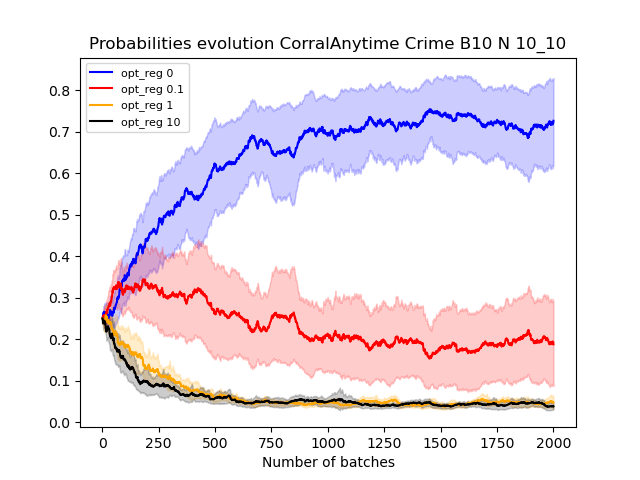 Probabilities evolution CorralAnytime Crime B10 N 10_10
opt_reg 0
opt_reg 0.1
opt_reg 1
opt_reg 10
0.8
0.7
0.6
0.5
0.4
0.3
0.2
0.1
0.0
0 250 500 750 1000 1250 1500 1750 2000
Number of batches